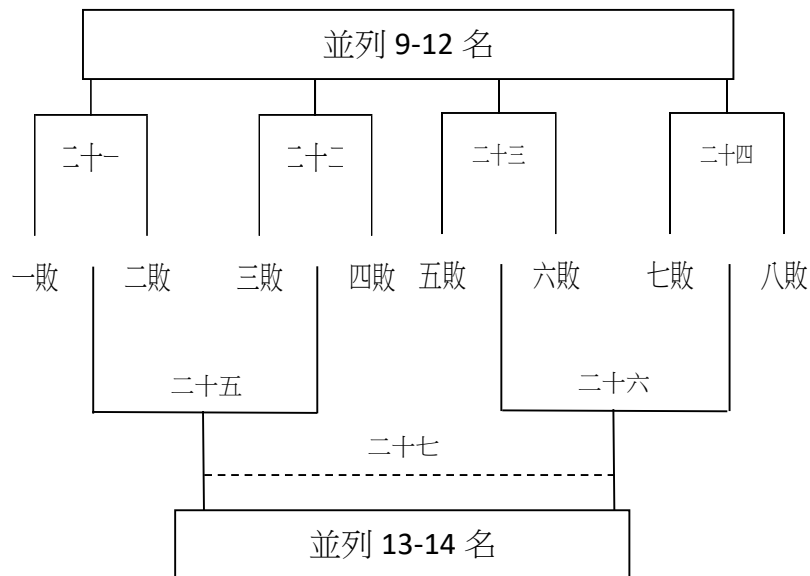 並列 9-12 名
二十一 二十二 二十三 二十四
一敗 二敗 三敗 四敗 五敗 六敗 七敗 八敗
二十五 二十六
二十七
並列 13-14 名